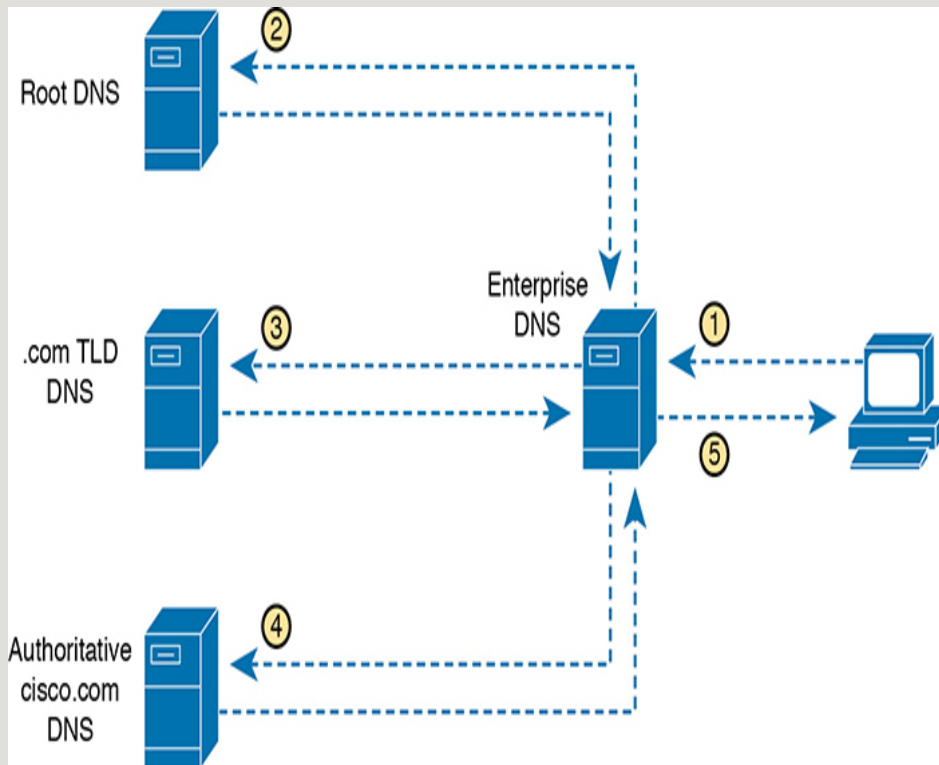 2
Root DNS
Enterprise
DNS
1
3
.com TLD
DNS
5
4
Authoritative
cisco.com
DNS